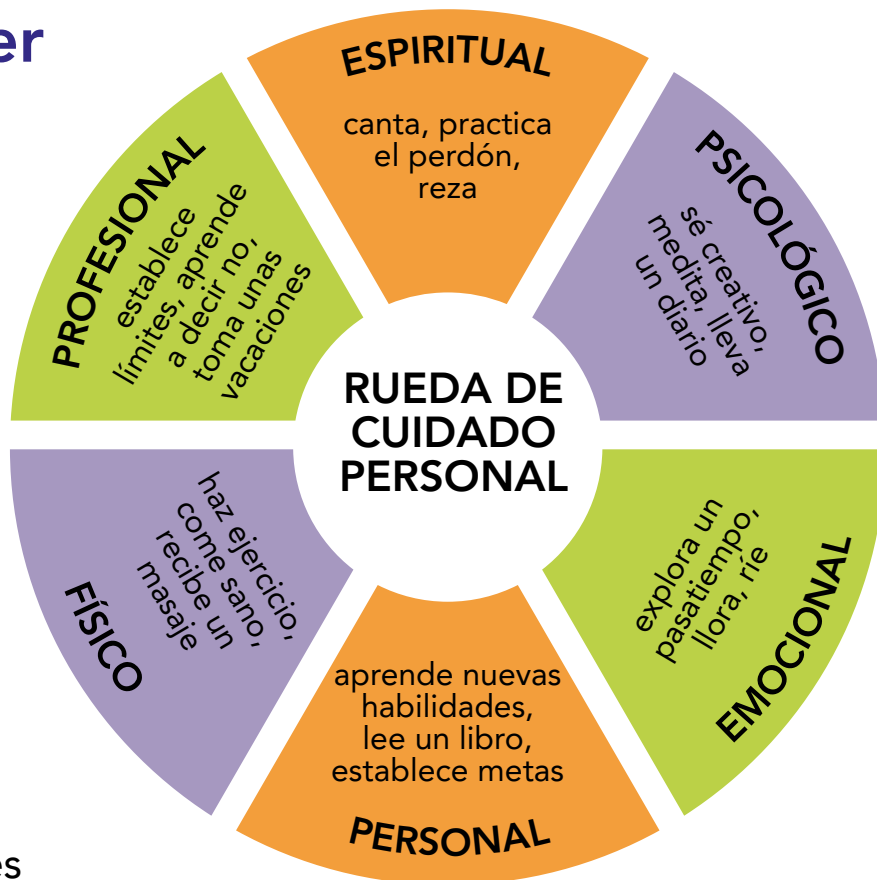 er
ESPIRITUAL
canta, practica
el perdón,
reza
PSICOLÓGICO
sé creativo,
medita, lleva
un diario
EMOCIONAL
explora un
pasatiempo,
llora, ríe
aprende nuevas
habilidades,
lee un libro,
establece metas
PERSONAL
FÍSICO
haz ejercicio,
come sano,
recibe un
masaje
PROFESIONAL
establece
límites, aprende
a decir no,
toma unas
vacaciones
RUEDA DE
CUIDADO
PERSONAL
es